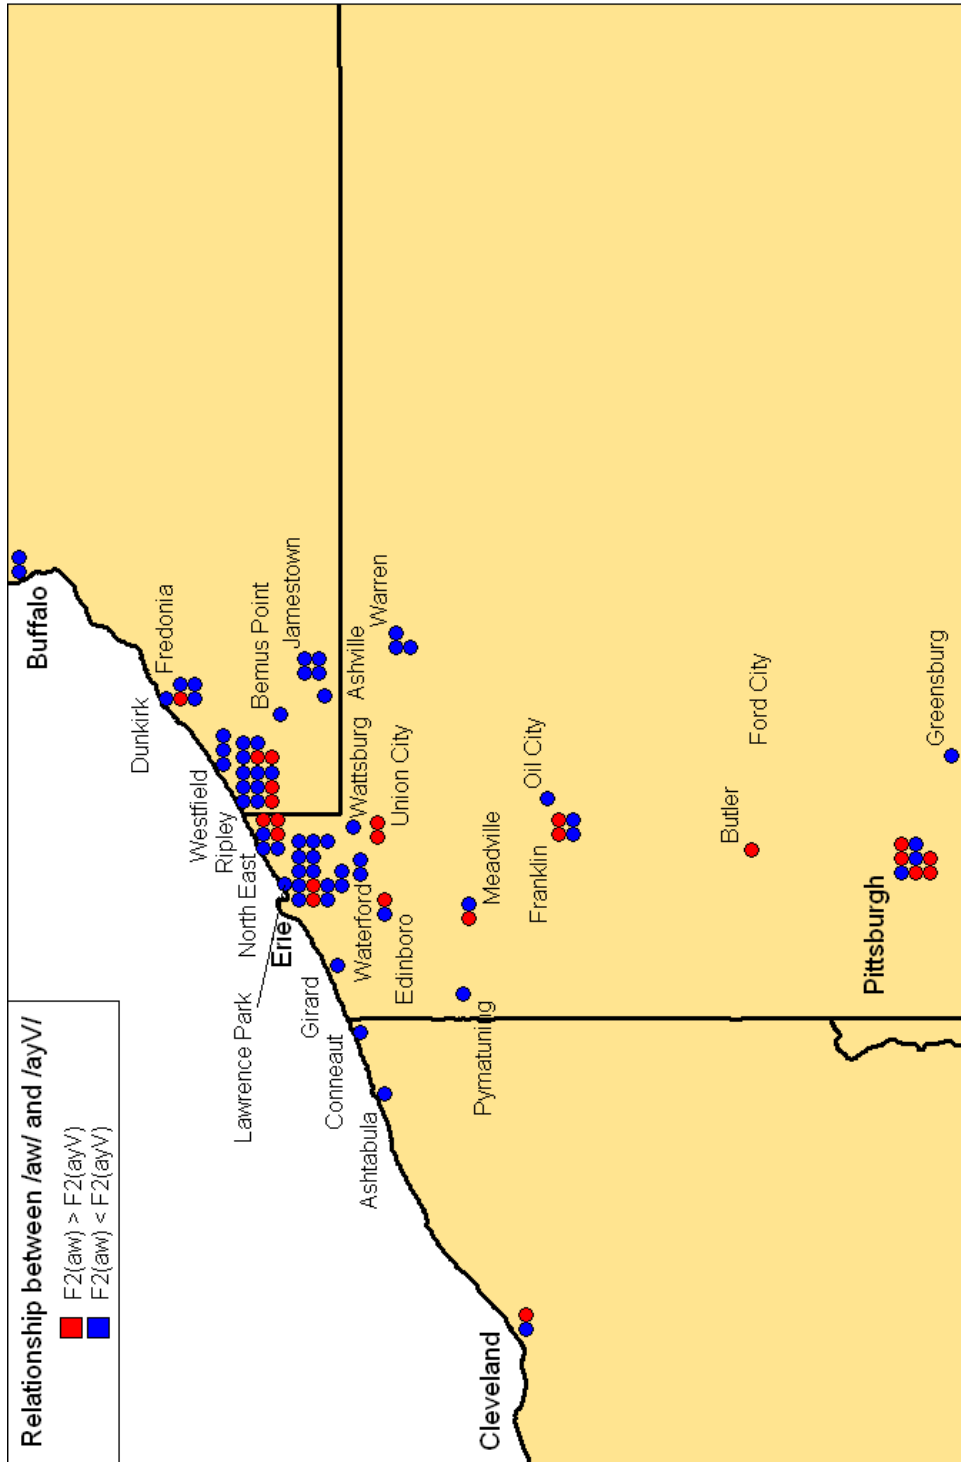 Relationship between /aw/ and /ayV/
F2(aw) > F2(ayV)
F2(aw) < F2(ayV)
Buffalo
Dunkirk
Fredonia
Westfield
Bemus Point
Ripley
Jamestown
North East
Ashville
Lawrence Park
Erie
Wattsburg
Warren
Girard
Waterford
Union City
Conneaut
Edinboro
Ashtabula
Pymatuning
Meadville
Oil City
Cleveland
Franklin
Butler
Ford City
Pittsburgh
Greensburg